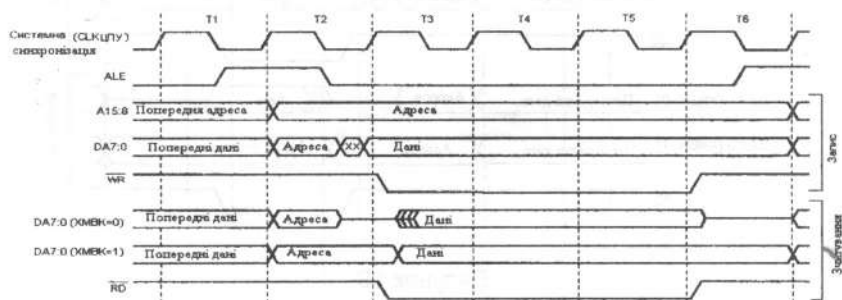 T1 T2 T3 T4 T5 T6
Системна (CLKЦПУ)
синхронізація
ALE
A15:8 Попередня адреса Адреса
DA7:0 Попередні дані Адреса XX Дані
WR
Запис
DA7:0 (XMBK=0) Попередні дані Адреса Дані
DA7:0 (XMBK=1) Попередні дані Адреса Дані
RD
Зчитування